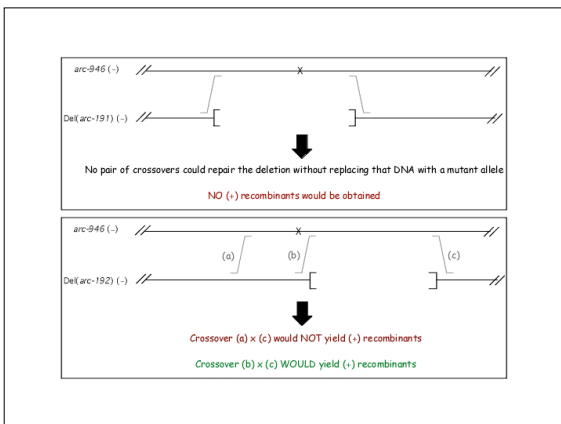 arc-946 (-)
Del(arc-191) (-)
No pair of crossovers could repair the deletion without replacing that DNA with a mutant allele
NO (+) recombinants would be obtained
arc-946 (-)
(a) (b) (c)
Del(arc-192) (-)
Crossover (a) x (c) would NOT yield (+) recombinants
Crossover (b) x (c) WOULD yield (+) recombinants